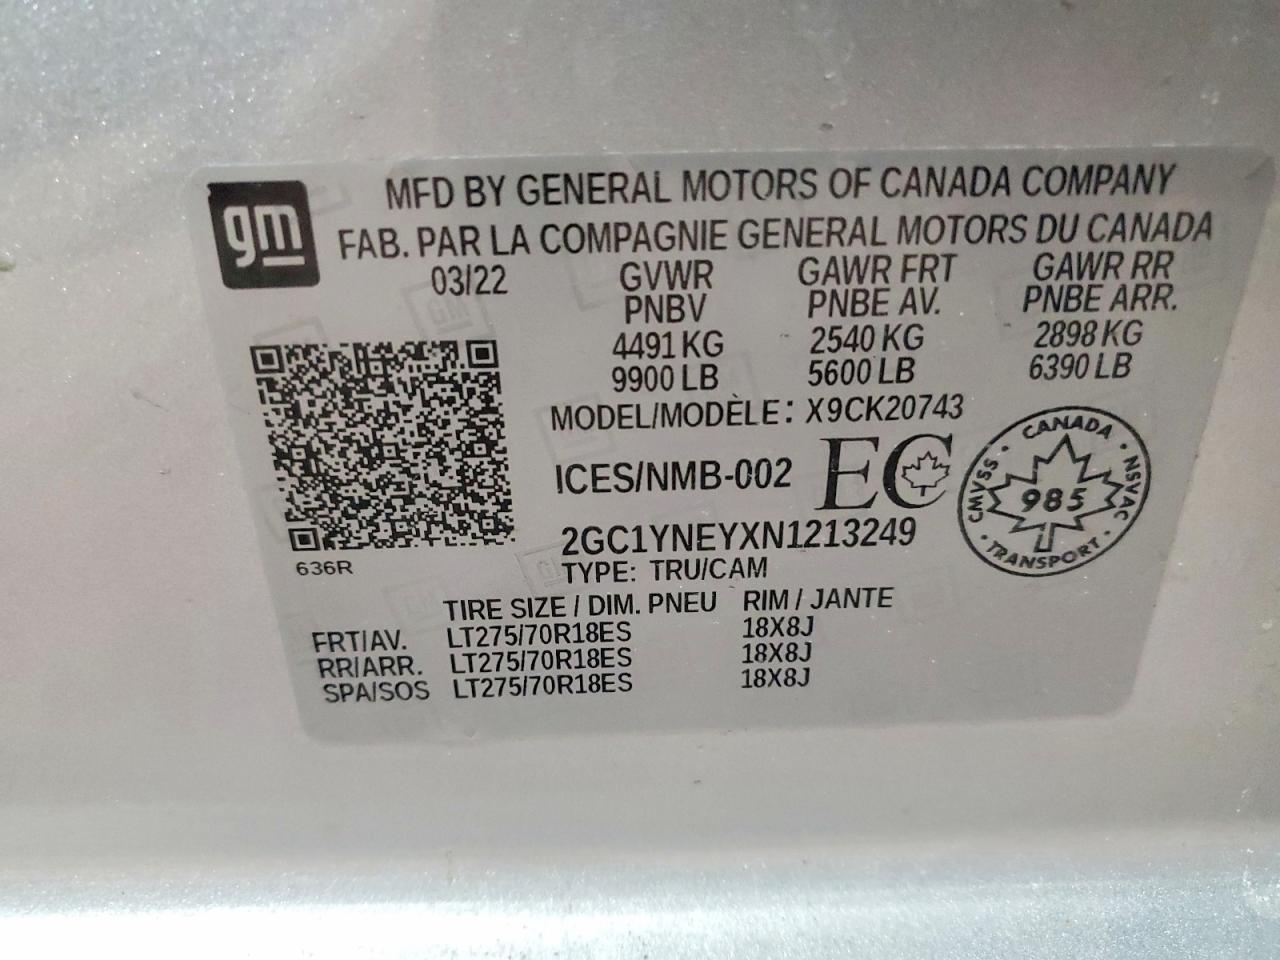 gm
MFD BY GENERAL MOTORS OF CANADA COMPANY
FAB. PAR LA COMPAGNIE GENERAL MOTORS DU CANADA
03/22 GVWR GAWR FRT GAWR RR
PNBV PNBE AV. PNBE ARR.
4491 KG 2540 KG 2898 KG
9900 LB 5600 LB 6390 LB
MODEL/MODÈLE: X9CK20743
ICES/NMB-002 EC
CANADA
CMVSS 985 NSVAC
TRANSPORT
2GC1YNEYXN1213249
636R
TYPE: TRU/CAM
TIRE SIZE / DIM. PNEU RIM / JANTE
FRT/AV. LT275/70R18ES 18X8J
RR/ARR. LT275/70R18ES 18X8J
SPA/SOS LT275/70R18ES 18X8J